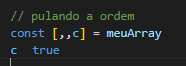 // pulando a ordem
const [,,c] = meuArray
c  true